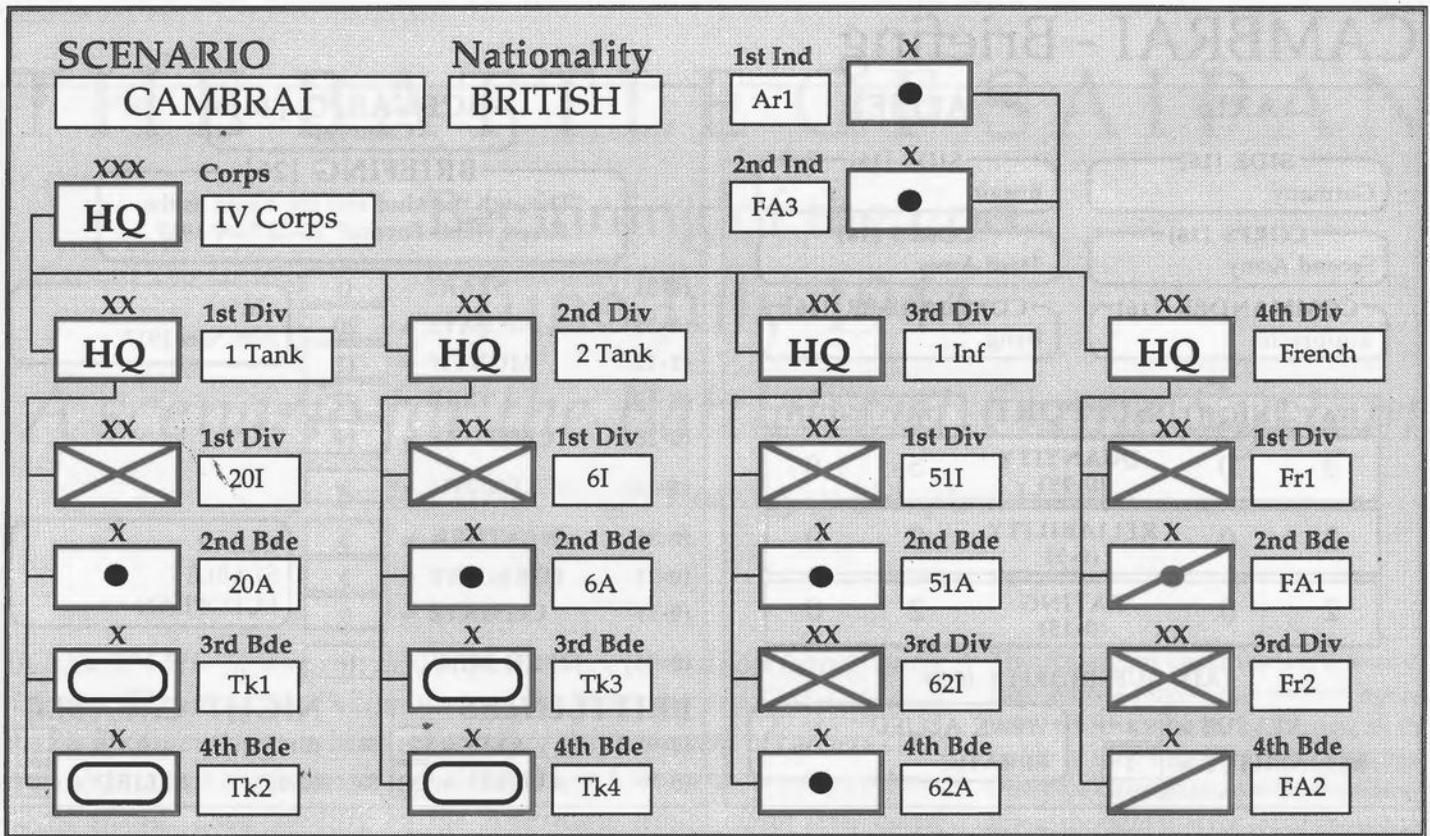 SCENARIO Nationality
CAMBRAI BRITISH
1st Ind X
Ar1
2nd Ind X
FA3
XXX Corps
HQ IV Corps
XX 1st Div XX 2nd Div XX 3rd Div XX 4th Div
HQ 1 Tank HQ 2 Tank HQ 1 Inf HQ French
XX 1st Div XX 1st Div XX 1st Div XX 1st Div
20I 6I 51I Fr1
X 2nd Bde X 2nd Bde X 2nd Bde X 2nd Bde
20A 6A 51A FA1
X 3rd Bde X 3rd Bde XX 3rd Div XX 3rd Div
Tk1 Tk3 62I Fr2
X 4th Bde X 4th Bde X 4th Bde X 4th Bde
Tk2 Tk4 62A FA2